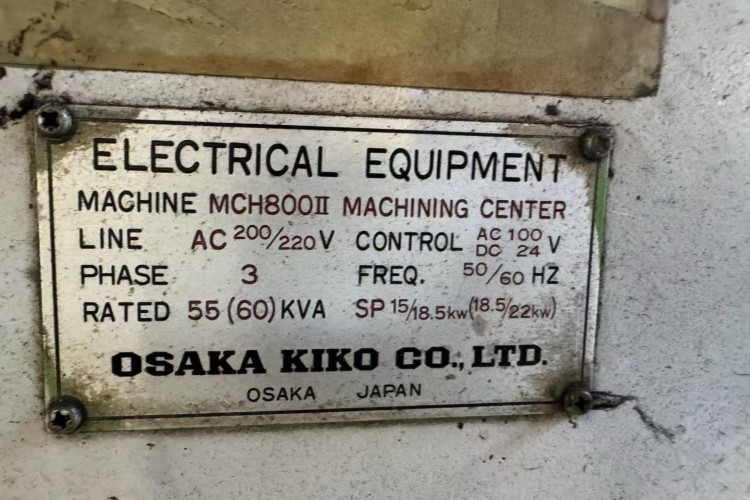 ELECTRICAL EQUIPMENT
MACHINE MCH800II MACHINING CENTER
LINE AC 200/220V CONTROL AC 100 DC 24 V
PHASE 3 FREQ. 50/60 HZ
RATED 55 (60) KVA SP 15/18.5kw (18.5/22kw)
OSAKA KIKO CO., LTD.
OSAKA JAPAN